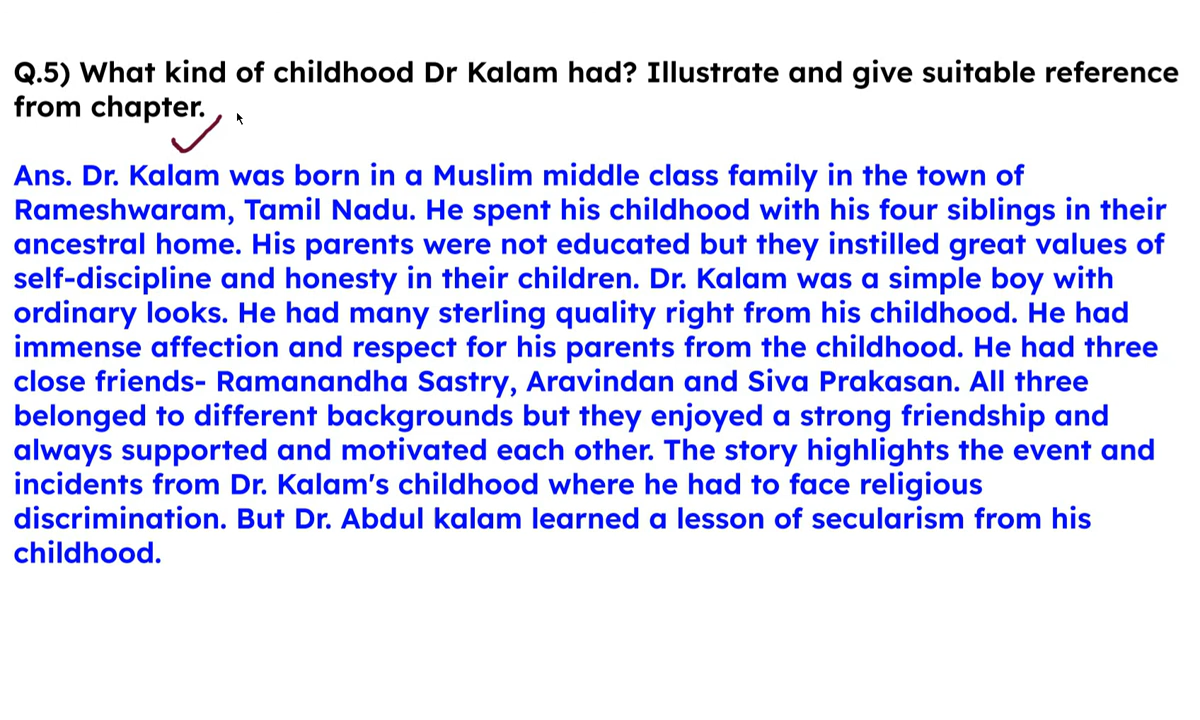 Q.5) What kind of childhood Dr Kalam had? Illustrate and give suitable reference
from chapter.
Ans. Dr. Kalam was born in a Muslim middle class family in the town of
Rameshwaram, Tamil Nadu. He spent his childhood with his four siblings in their
ancestral home. His parents were not educated but they instilled great values of
self-discipline and honesty in their children. Dr. Kalam was a simple boy with
ordinary looks. He had many sterling quality right from his childhood. He had
immense affection and respect for his parents from the childhood. He had three
close friends- Ramanandha Sastry, Aravindan and Siva Prakasan. All three
belonged to different backgrounds but they enjoyed a strong friendship and
always supported and motivated each other. The story highlights the event and
incidents from Dr. Kalam's childhood where he had to face religious
discrimination. But Dr. Abdul kalam learned a lesson of secularism from his
childhood.